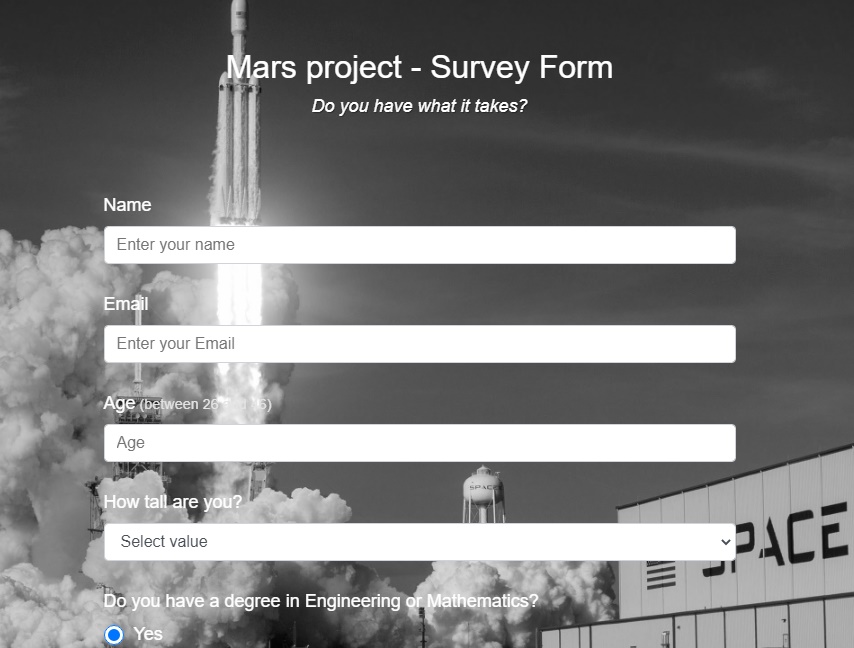 Mars project - Survey Form
Do you have what it takes?
Name
Enter your name
Email
Enter your Email
Age (between 26
Age
How tall are you?
SPACE
Select value
SPACE
Do you have a degree in Engineering or Mathematics?
Yes